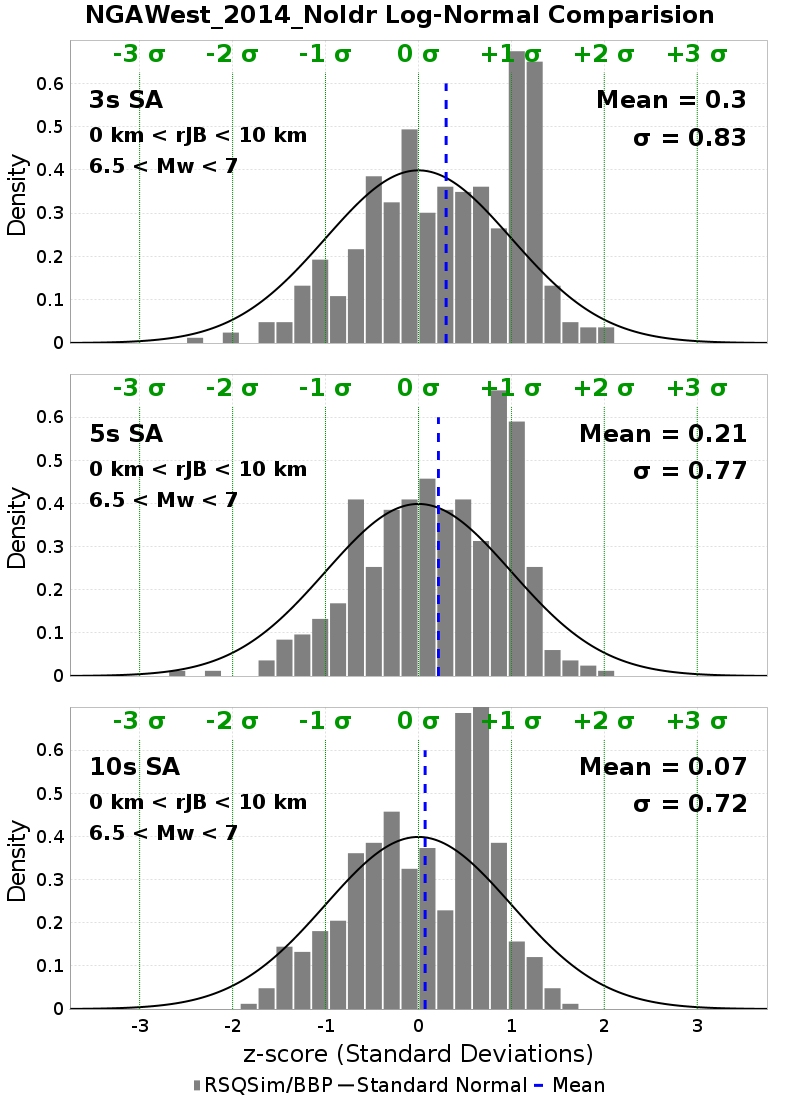 NGAWest_2014_NoIdr Log-Normal Comparision
-3 σ -2 σ -1 σ 0 σ +1 σ +2 σ +3 σ
0.6
0.5
0.4
0.3
0.2
0.1
0
Density
3s SA
0 km < rJB < 10 km
6.5 < Mw < 7
Mean = 0.3
σ = 0.83
-3 σ -2 σ -1 σ 0 σ +1 σ +2 σ +3 σ
0.6
0.5
0.4
0.3
0.2
0.1
0
Density
5s SA
0 km < rJB < 10 km
6.5 < Mw < 7
Mean = 0.21
σ = 0.77
-3 σ -2 σ -1 σ 0 σ +1 σ +2 σ +3 σ
0.6
0.5
0.4
0.3
0.2
0.1
0
Density
10s SA
0 km < rJB < 10 km
6.5 < Mw < 7
Mean = 0.07
σ = 0.72
-3 -2 -1 0 1 2 3
z-score (Standard Deviations)
RSQSim/BBP Standard Normal Mean